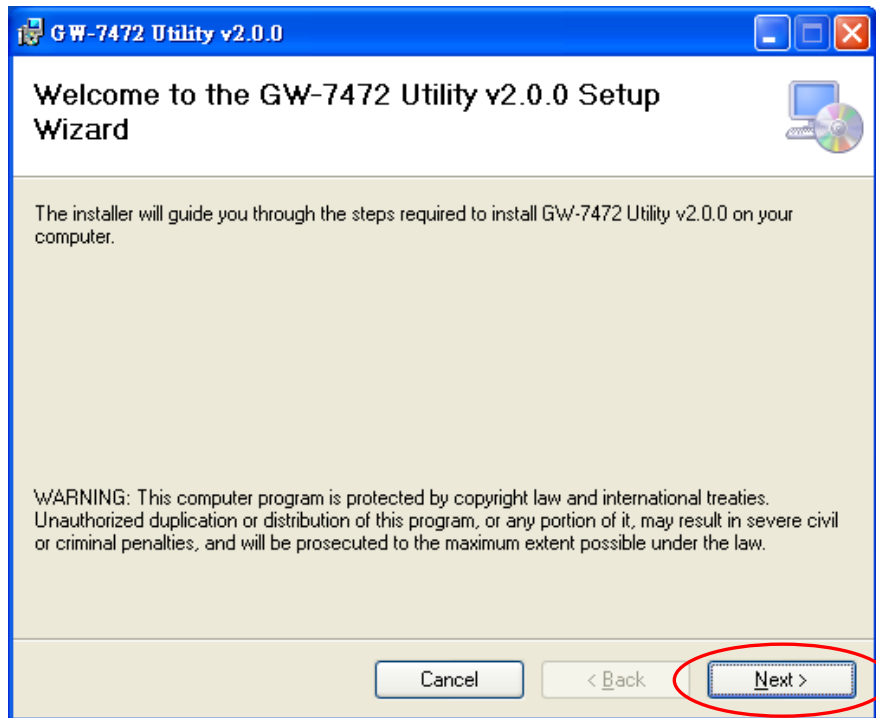 GW-7472 Utility v2.0.0
Welcome to the GW-7472 Utility v2.0.0 Setup
Wizard
The installer will guide you through the steps required to install GW-7472 Utility v2.0.0 on your
computer.
WARNING: This computer program is protected by copyright law and international treaties.
Unauthorized duplication or distribution of this program, or any portion of it, may result in severe civil
or criminal penalties, and will be prosecuted to the maximum extent possible under the law.
Cancel
< Back
Next >